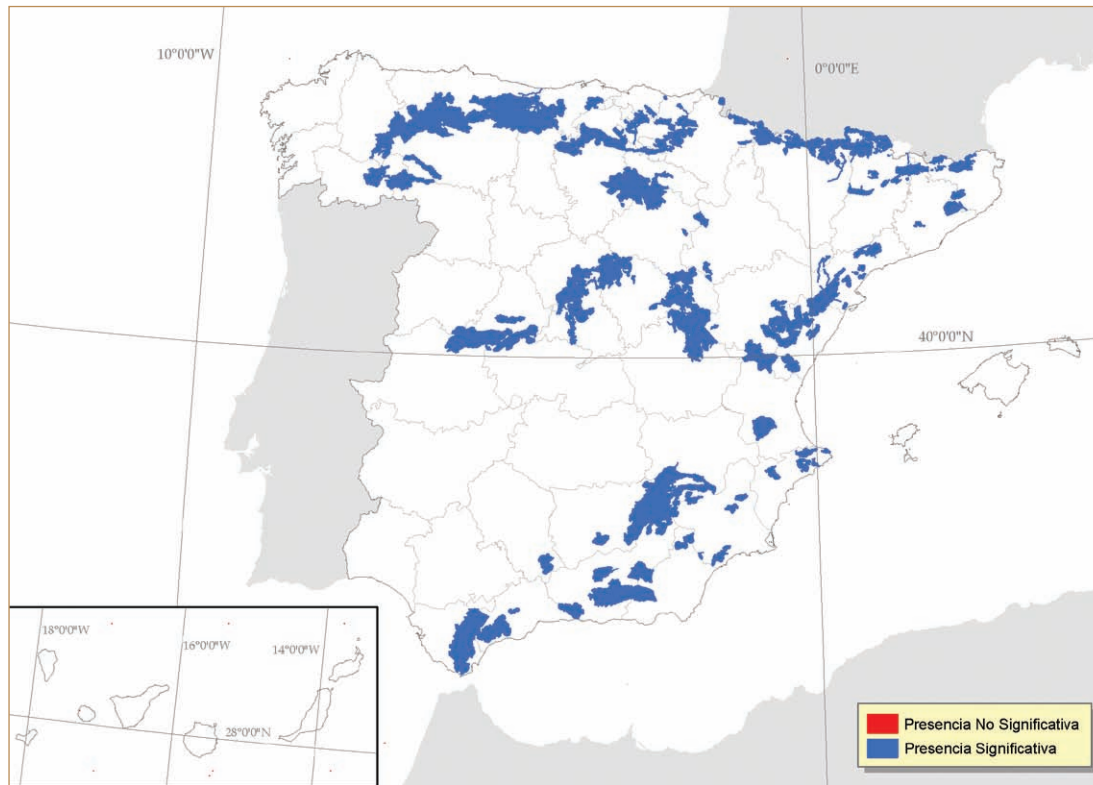 10°0'0"W
0°0'0"E
40°0'0"N
18°0'0"W
16°0'0"W
14°0'0"W
28°0'0"N
Presencia No Significativa
Presencia Significativa